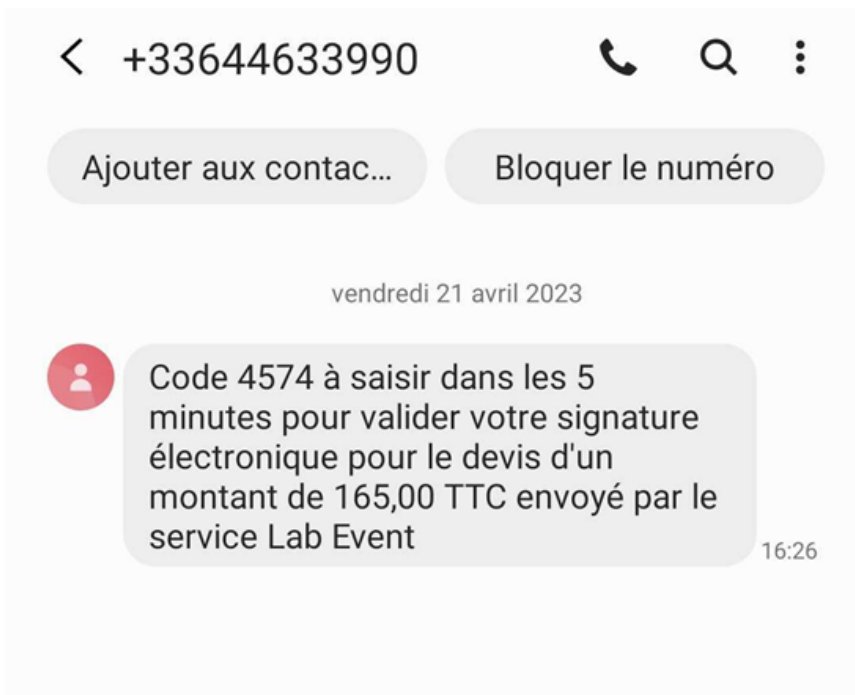 +33644633990
Ajouter aux contac...
Bloquer le numéro
vendredi 21 avril 2023
Code 4574 à saisir dans les 5
minutes pour valider votre signature
électronique pour le devis d'un
montant de 165,00 TTC envoyé par le
service Lab Event
16:26